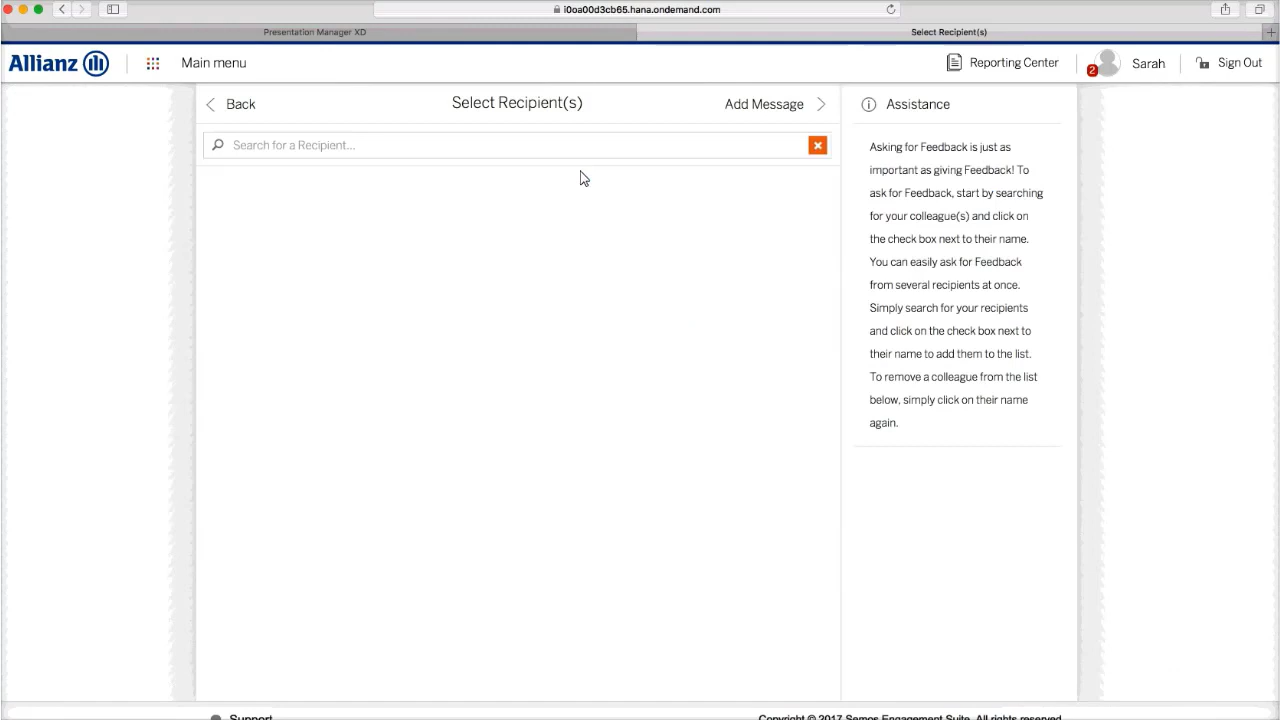 i0oa00d3cb65.hana.ondemand.com
Presentation Manager XD
Select Recipient(s)
Allianz
Main menu
Reporting Center
2
Sarah
Sign Out
Back
Select Recipient(s)
Add Message
Assistance
Search for a Recipient...
Asking for Feedback is just as
important as giving Feedback! To
ask for Feedback, start by searching
for your colleague(s) and click on
the check box next to their name.
You can easily ask for Feedback
from several recipients at once.
Simply search for your recipients
and click on the check box next to
their name to add them to the list.
To remove a colleague from the list
below, simply click on their name
again.
Support
Copyright © 2017 Semos Engagement Suite. All rights reserved